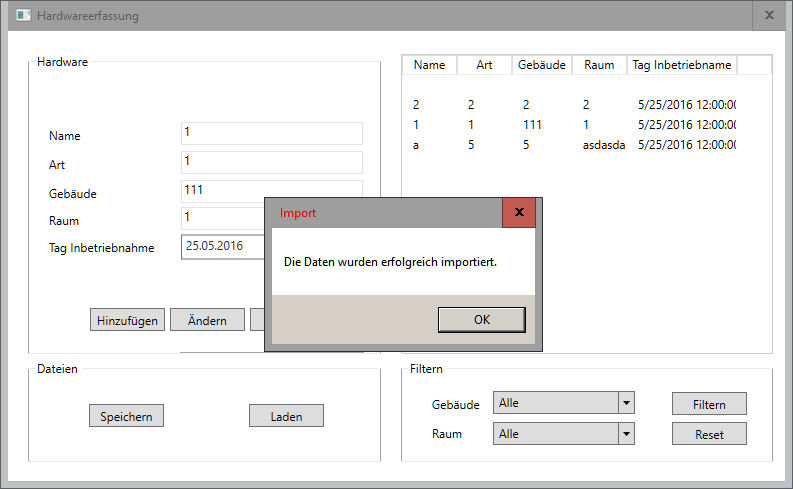 Hardwareerfassung
Hardware
Name
1
Art
1
Gebäude
111
Raum
1
Tag Inbetriebnahme
25.05.2016
Hinzufügen
Ändern
Name Art Gebäude Raum Tag Inbetriebname
2 2 2 2 5/25/2016 12:00:00
1 1 111 1 5/25/2016 12:00:00
a 5 5 asdasda 5/25/2016 12:00:00
Import
Die Daten wurden erfolgreich importiert.
OK
Dateien
Speichern
Laden
Filtern
Gebäude
Alle
Filtern
Raum
Alle
Reset